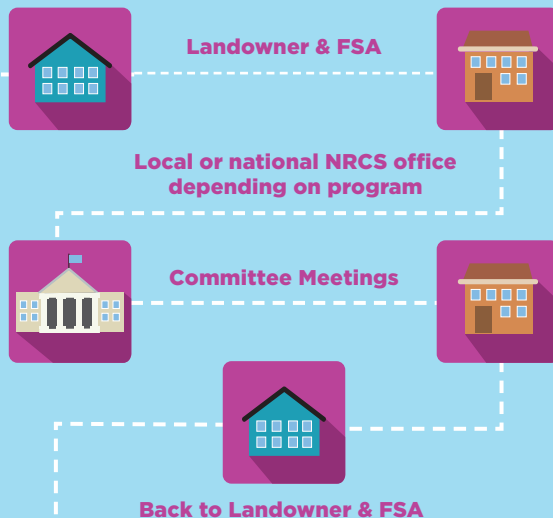 Landowner & FSA
Local or national NRCS office
depending on program
Committee Meetings
Back to Landowner & FSA